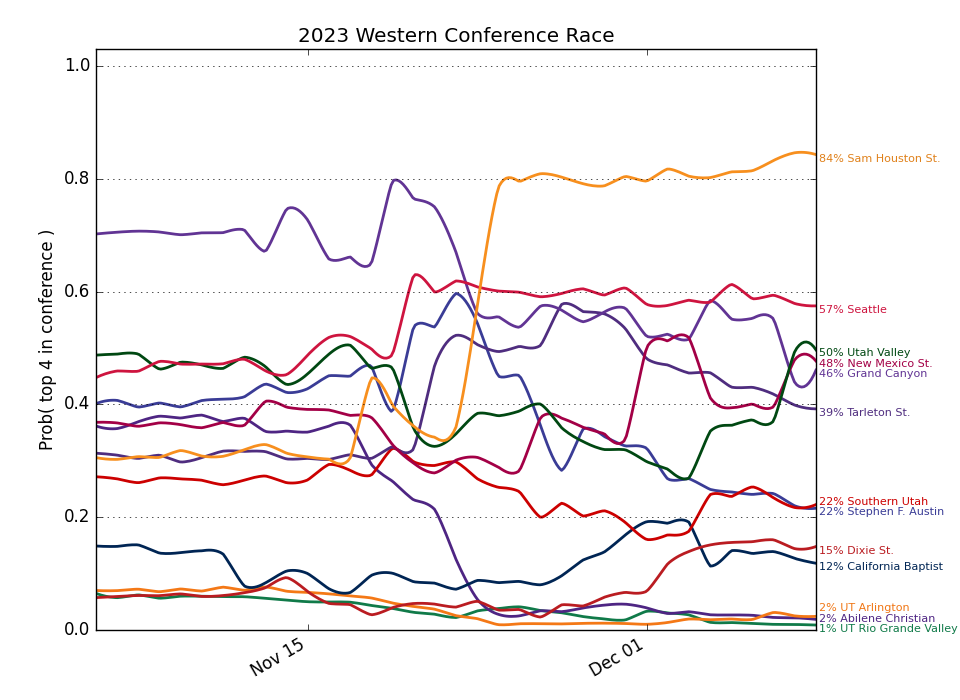 2023 Western Conference Race
Prob( top 4 in conference )
1.0
0.8
0.6
0.4
0.2
0.0
Nov 15
Dec 01
84% Sam Houston St.
57% Seattle
50% Utah Valley
48% New Mexico St.
46% Grand Canyon
39% Tarleton St.
22% Southern Utah
22% Stephen F. Austin
15% Dixie St.
12% California Baptist
2% UT Arlington
2% Abilene Christian
1% UT Rio Grande Valley